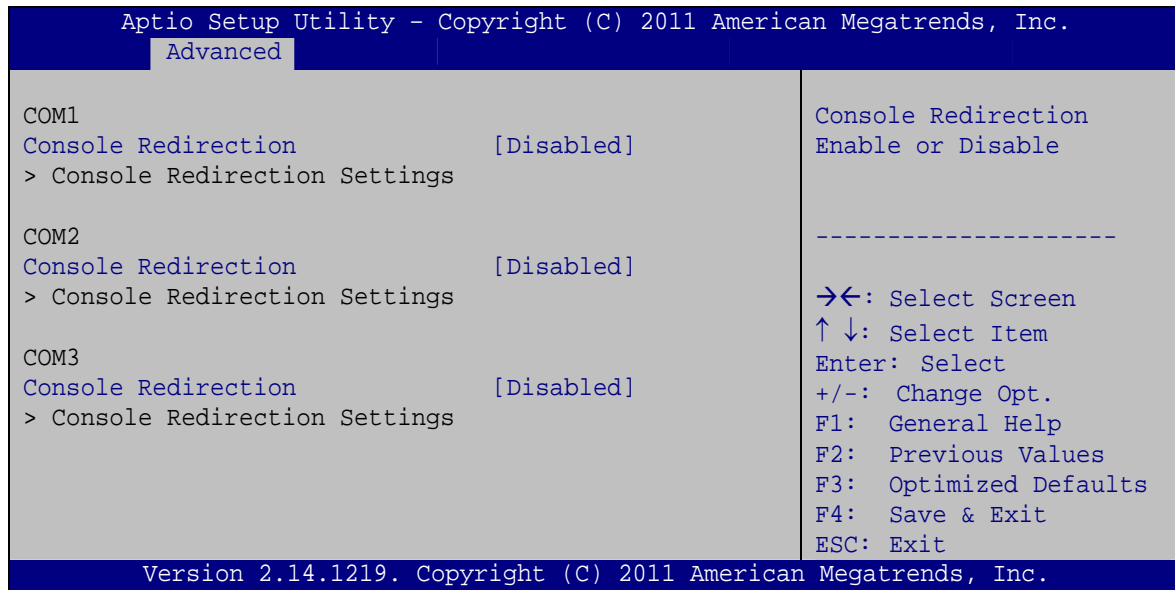 Aptio Setup Utility – Copyright (C) 2011 American Megatrends, Inc.
Advanced
COM1
Console Redirection [Disabled]
> Console Redirection Settings
COM2
Console Redirection [Disabled]
> Console Redirection Settings
COM3
Console Redirection [Disabled]
> Console Redirection Settings
Console Redirection
Enable or Disable
---------------------
→←: Select Screen
↑ ↓: Select Item
Enter: Select
+/-: Change Opt.
F1: General Help
F2: Previous Values
F3: Optimized Defaults
F4: Save & Exit
ESC: Exit
Version 2.14.1219. Copyright (C) 2011 American Megatrends, Inc.